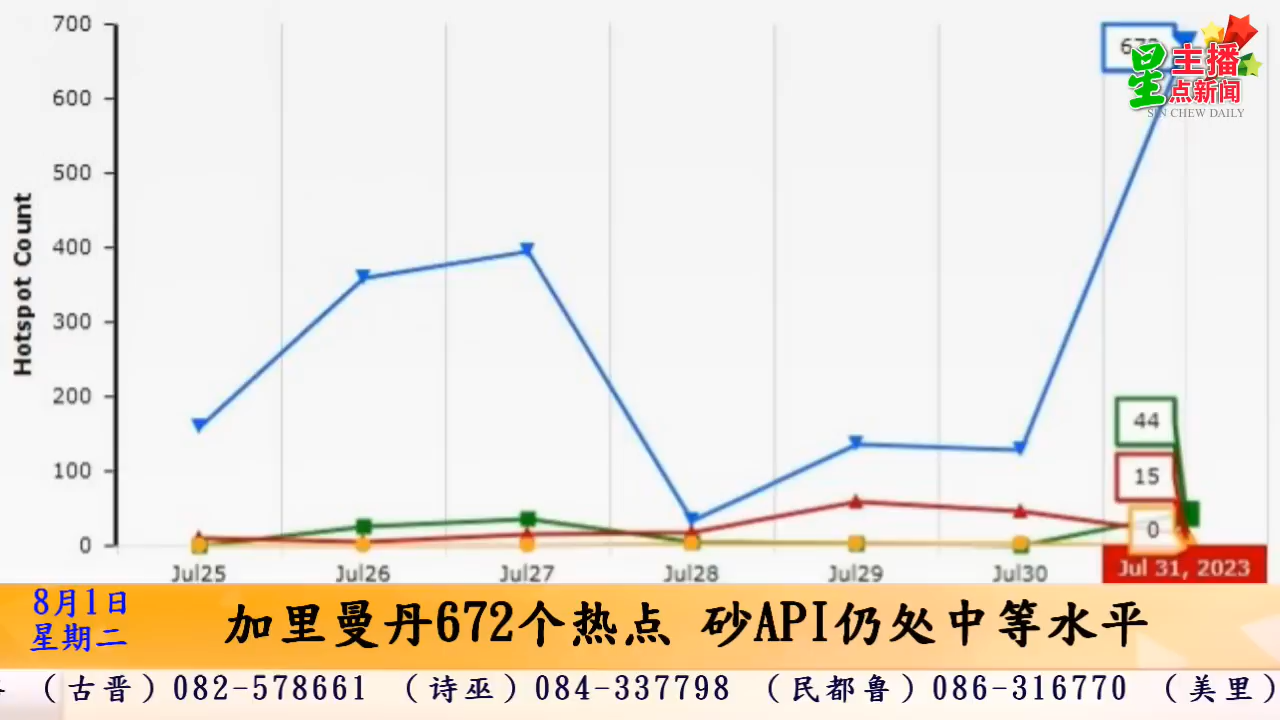 700
600
500
400
300
200
100
0
Hotspot Count
Jul25
Jul26
Jul27
Jul28
Jul29
Jul30
Jul 31, 2023
44
15
0
星
主播
点新闻
SIN CHEW DAILY
8月1日
星期二
加里曼丹672个热点 砂API仍处中等水平
（古晋）082-578661 （诗巫）084-337798 （民都鲁）086-316770 （美里）